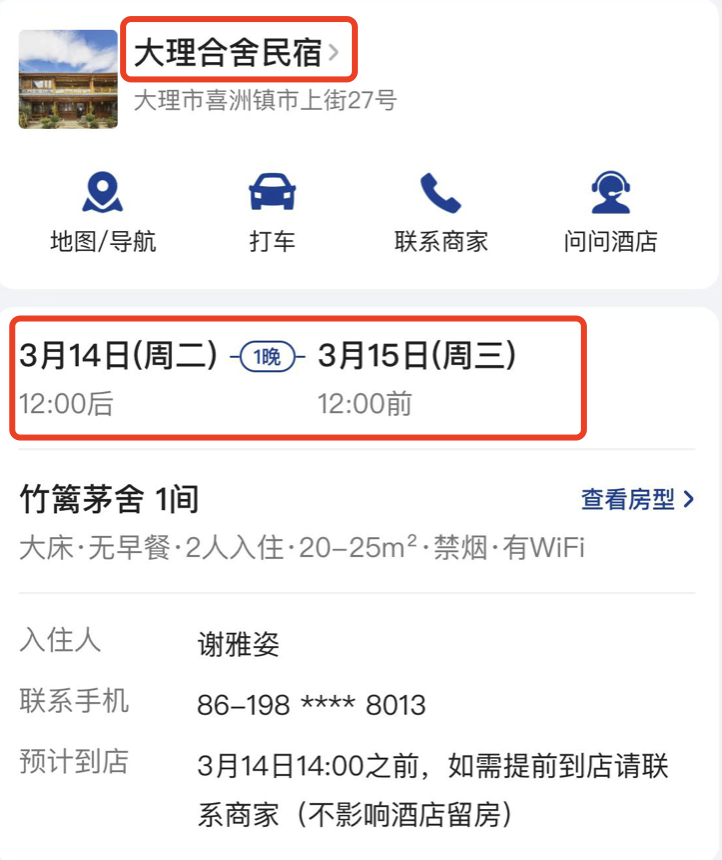 大理合舍民宿
大理市喜洲镇市上街27号
地图/导航 打车 联系商家 问问酒店
3月14日(周二) 1晚 3月15日(周三)
12:00后 12:00前
竹篱茅舍 1间 查看房型
大床·无早餐·2人入住·20-25m²·禁烟·有WiFi
入住人 谢雅姿
联系手机 86-198 **** 8013
预计到店 3月14日14:00之前，如需提前到店请联
系商家（不影响酒店留房）